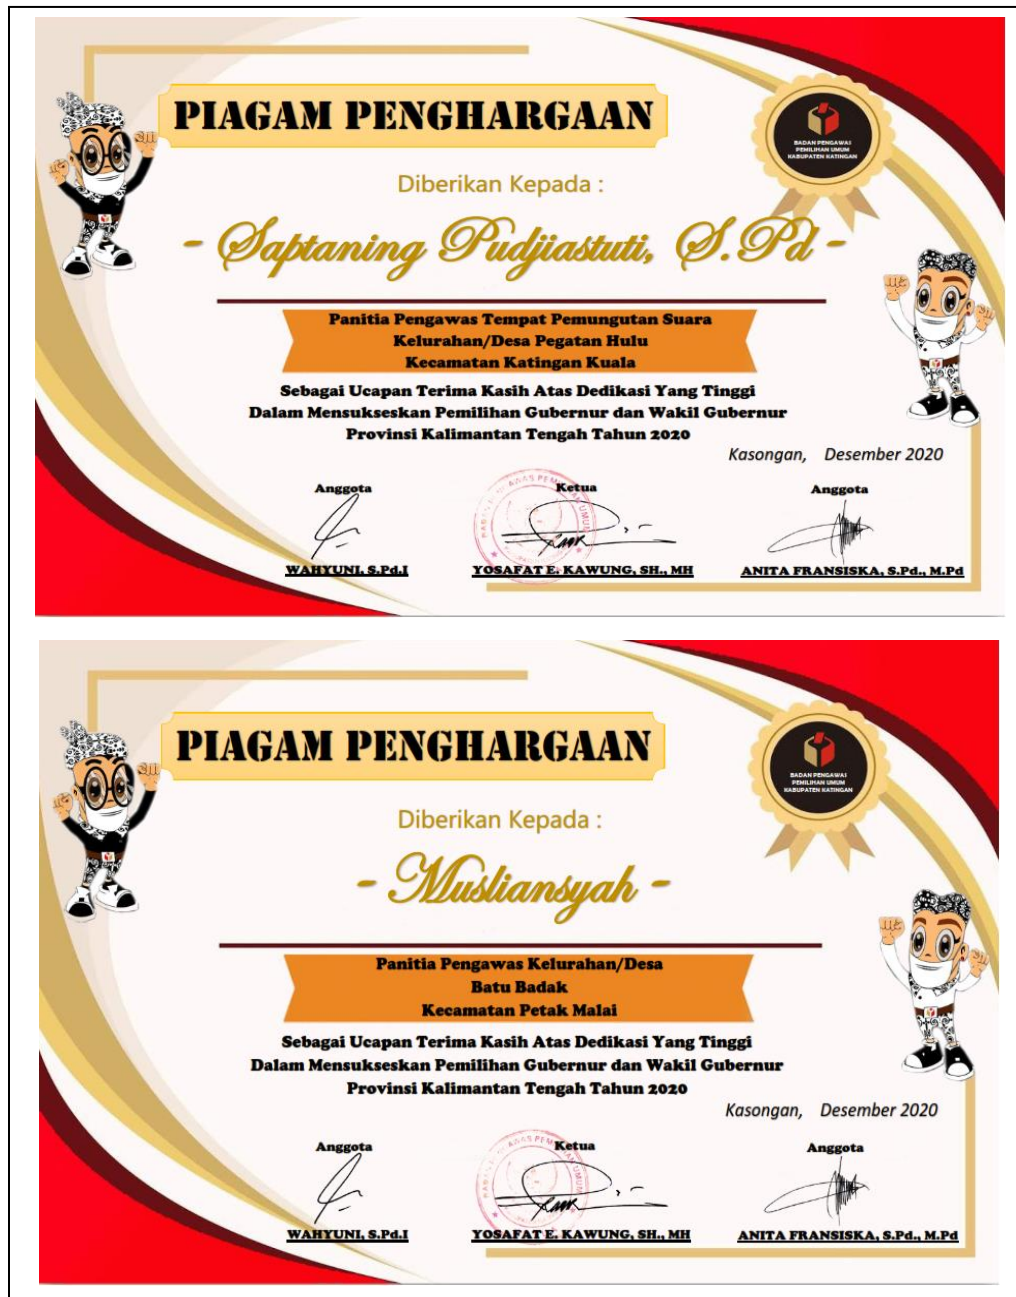 PIAGAM PENGHARGAAN
BADAN PENGAWAS
PEMILIHAN UMUM
KABUPATEN KATINGAN
Diberikan Kepada :
- Saptaning Pudjiastuti, S.Pd -
Panitia Pengawas Tempat Pemungutan Suara
Kelurahan/Desa Pegatan Hulu
Kecamatan Katingan Kuala
Sebagai Ucapan Terima Kasih Atas Dedikasi Yang Tinggi
Dalam Mensukseskan Pemilihan Gubernur dan Wakil Gubernur
Provinsi Kalimantan Tengah Tahun 2020
Kasongan, Desember 2020
Anggota Ketua Anggota
WAHYUNI, S.Pd.I YOSAFAT E. KAWUNG, SH., MH ANITA FRANSISKA, S.Pd., M.Pd
PIAGAM PENGHARGAAN
BADAN PENGAWAS
PEMILIHAN UMUM
KABUPATEN KATINGAN
Diberikan Kepada :
- Musliansyah -
Panitia Pengawas Kelurahan/Desa
Batu Badak
Kecamatan Petak Malai
Sebagai Ucapan Terima Kasih Atas Dedikasi Yang Tinggi
Dalam Mensukseskan Pemilihan Gubernur dan Wakil Gubernur
Provinsi Kalimantan Tengah Tahun 2020
Kasongan, Desember 2020
Anggota Ketua Anggota
WAHYUNI, S.Pd.I YOSAFAT E. KAWUNG, SH., MH ANITA FRANSISKA, S.Pd., M.Pd